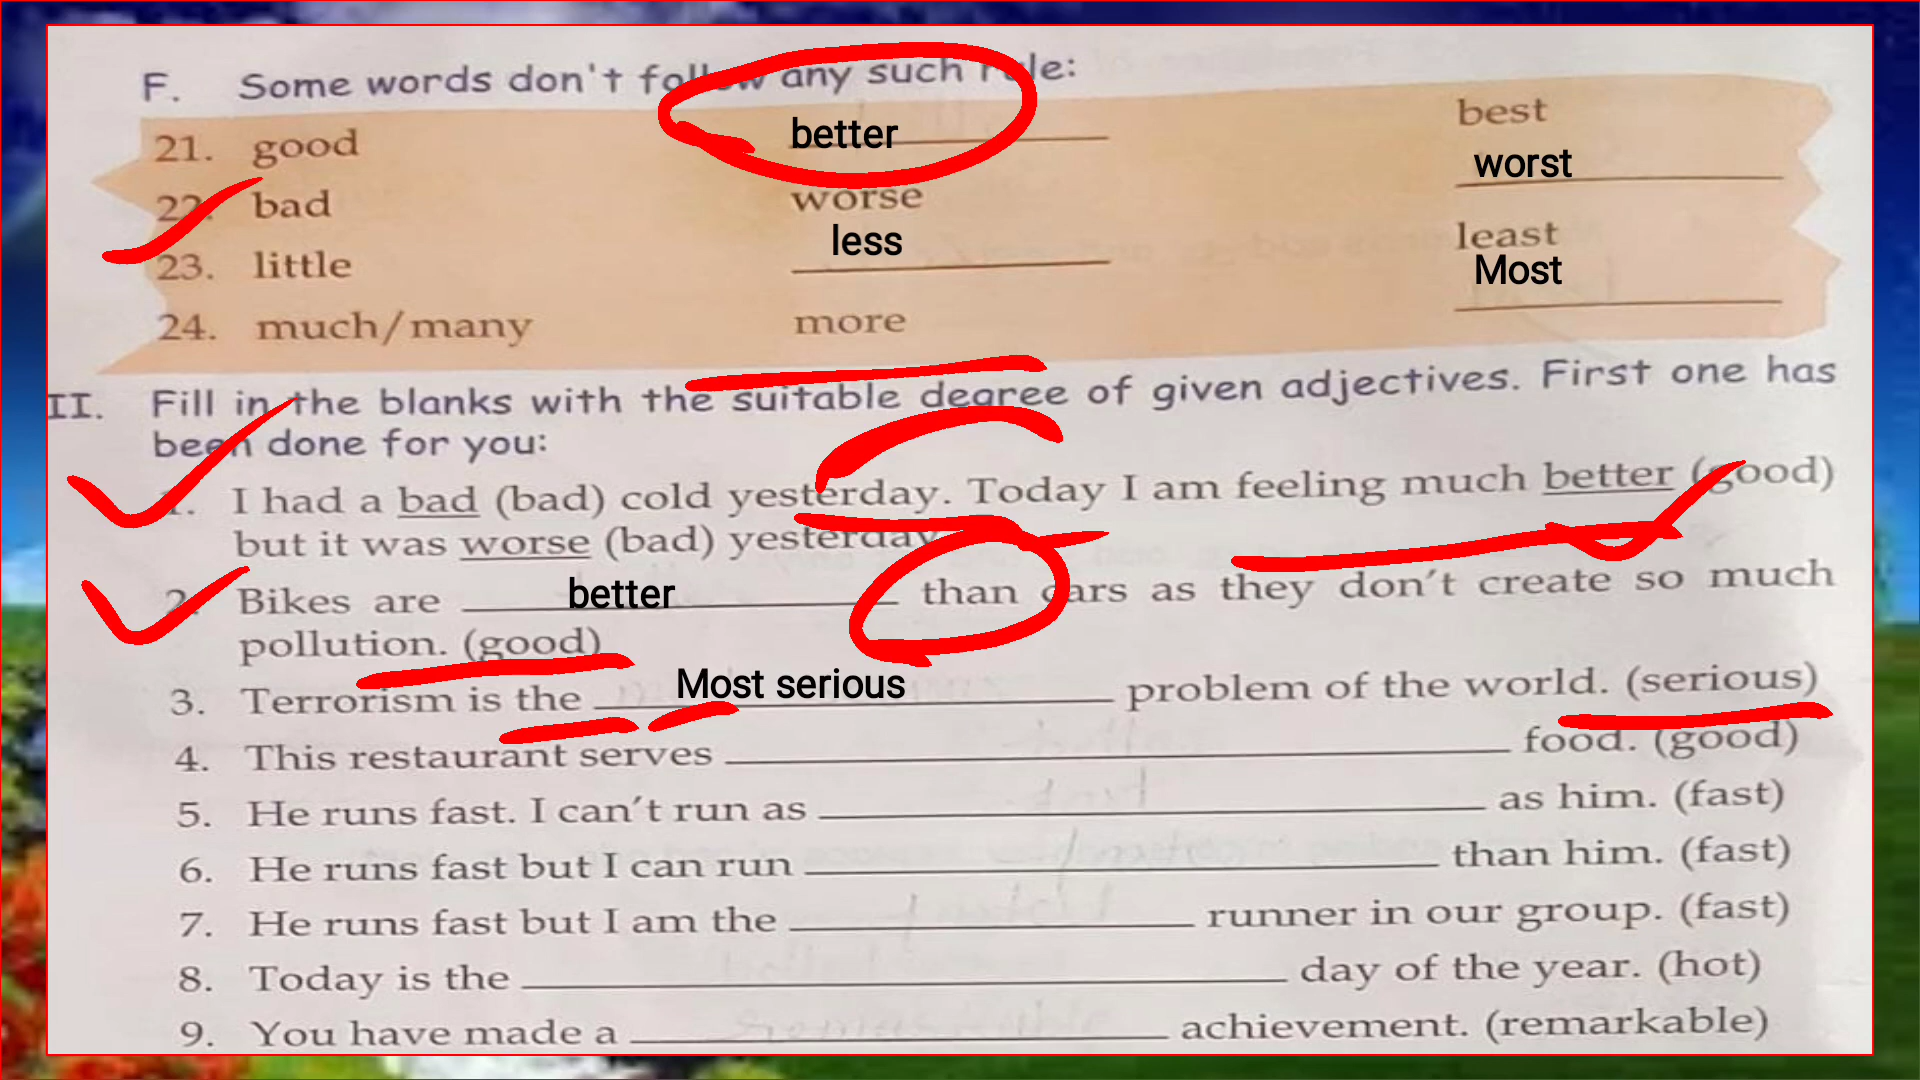 F. Some words don't follow any such rule:
21. good better best
22. bad worse worst
23. little less least
24. much/many more Most
II. Fill in the blanks with the suitable degree of given adjectives. First one has
been done for you:
1. I had a bad (bad) cold yesterday. Today I am feeling much better (good)
but it was worse (bad) yesterday
2. Bikes are better than cars as they don't create so much
pollution. (good)
3. Terrorism is the Most serious problem of the world. (serious)
4. This restaurant serves ___ food. (good)
5. He runs fast. I can't run as ___ as him. (fast)
6. He runs fast but I can run ___ than him. (fast)
7. He runs fast but I am the ___ runner in our group. (fast)
8. Today is the ___ day of the year. (hot)
9. You have made a ___ achievement. (remarkable)